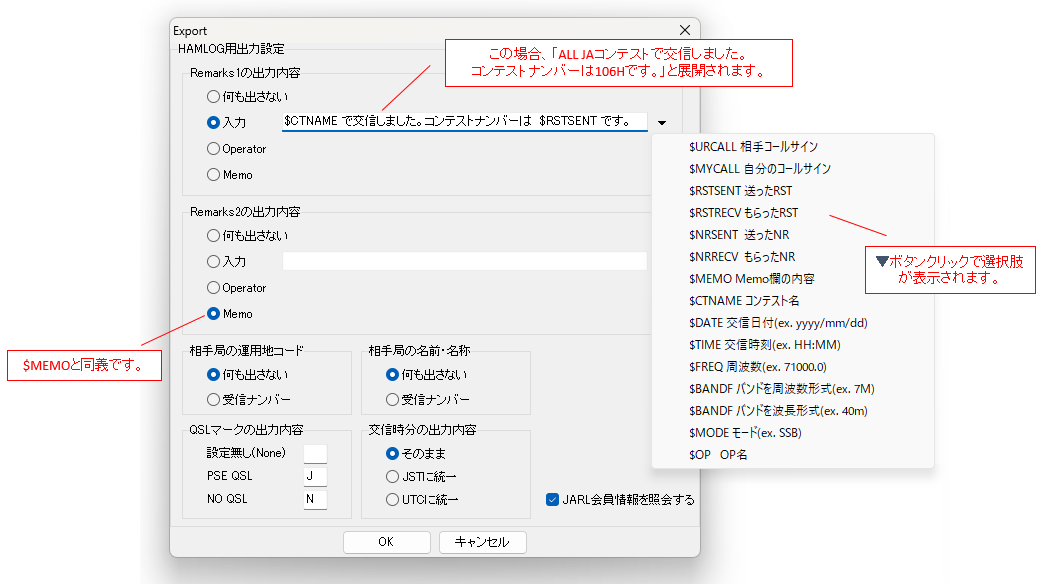 Export
HAMLOG用出力設定
この場合、「ALL JAコンテストで交信しました。
コンテストナンバーは106Hです。」と展開されます。
Remarks1の出力内容
何も出さない
入力
$CTNAME で交信しました。コンテストナンバーは $RSTSENT です。
Operator
Memo
$URCALL 相手コールサイン
$MYCALL 自分のコールサイン
$RSTSENT 送ったRST
$RSTRECV もらったRST
$NRSENT 送ったNR
$NRRECV もらったNR
$MEMO Memo欄の内容
$CTNAME コンテスト名
$DATE 交信日付(ex. yyyy/mm/dd)
$TIME 交信時刻(ex. HH:MM)
$FREQ 周波数(ex. 71000.0)
$BANDF バンドを周波数形式(ex. 7M)
$BANDF バンドを波長形式(ex. 40m)
$MODE モード(ex. SSB)
$OP OP名
▼ボタンクリックで選択肢
が表示されます。
Remarks2の出力内容
何も出さない
入力
Operator
Memo
$MEMOと同義です。
相手局の運用地コード
何も出さない
受信ナンバー
相手局の名前・名称
何も出さない
受信ナンバー
QSLマークの出力内容
設定無し(None)
PSE QSL J
NO QSL N
交信時分の出力内容
そのまま
JSTに統一
UTCに統一
JARL会員情報を照会する
OK
キャンセル